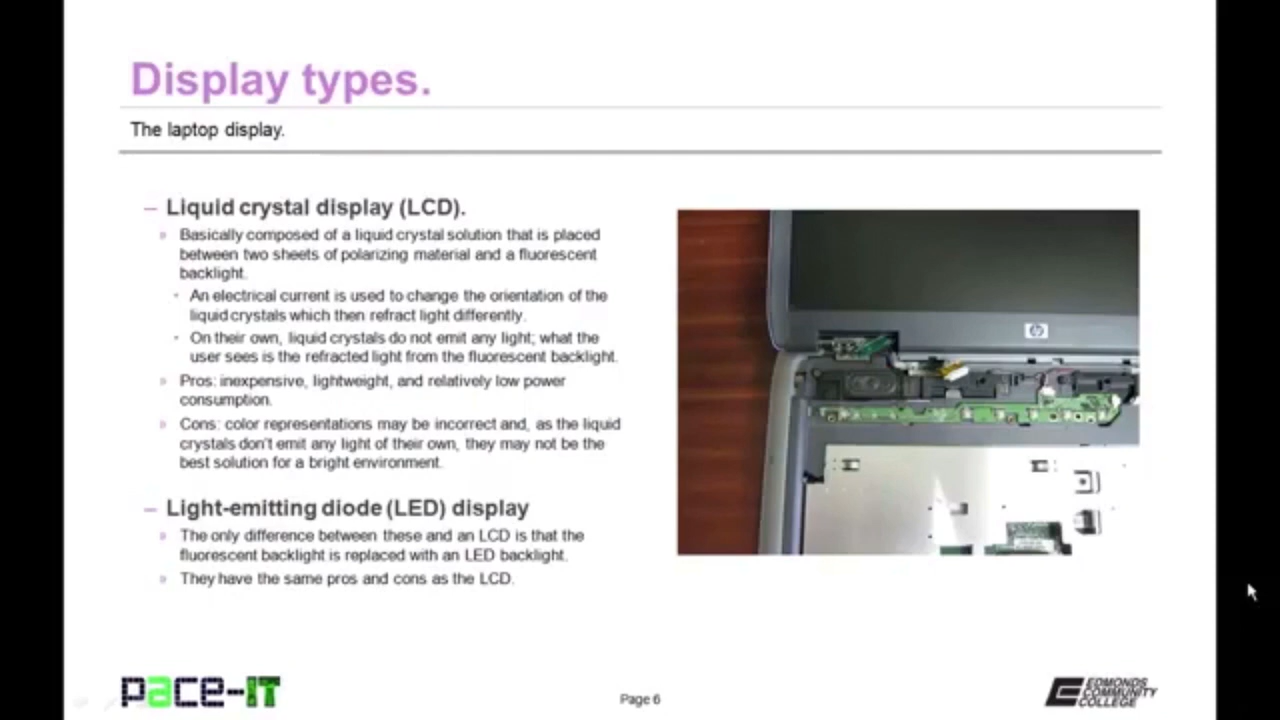 Display types.
The laptop display.
– Liquid crystal display (LCD).
» Basically composed of a liquid crystal solution that is placed
between two sheets of polarizing material and a fluorescent
backlight.
• An electrical current is used to change the orientation of the
liquid crystals which then refract light differently.
• On their own, liquid crystals do not emit any light; what the
user sees is the refracted light from the fluorescent backlight.
» Pros: inexpensive, lightweight, and relatively low power
consumption.
» Cons: color representations may be incorrect and, as the liquid
crystals don't emit any light of their own, they may not be the
best solution for a bright environment.
– Light-emitting diode (LED) display
» The only difference between these and an LCD is that the
fluorescent backlight is replaced with an LED backlight.
» They have the same pros and cons as the LCD.
hp
pace-IT
Page 6
EDMONDS
COMMUNITY
COLLEGE